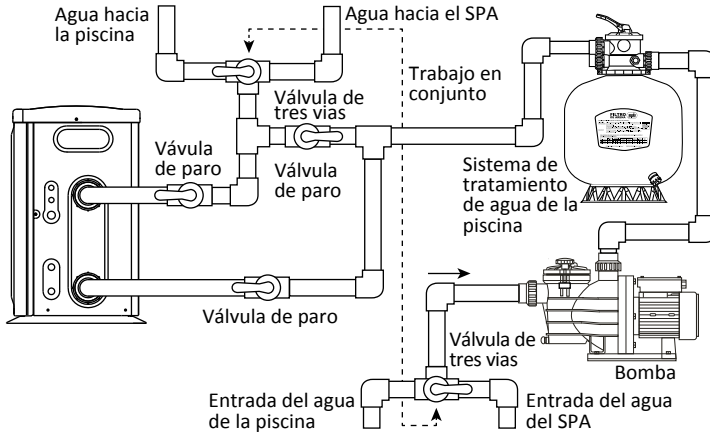 Agua hacia
la piscina
Agua hacia el SPA
Válvula de
tres vias
Trabajo en
conjunto
Vávula
de paro
Válvula
de paro
Sistema de
tratamiento
de agua de la
piscina
FILTRO
Válvula de paro
Válvula de
tres vias
Bomba
Entrada del agua
de la piscina
Entrada del agua
del SPA